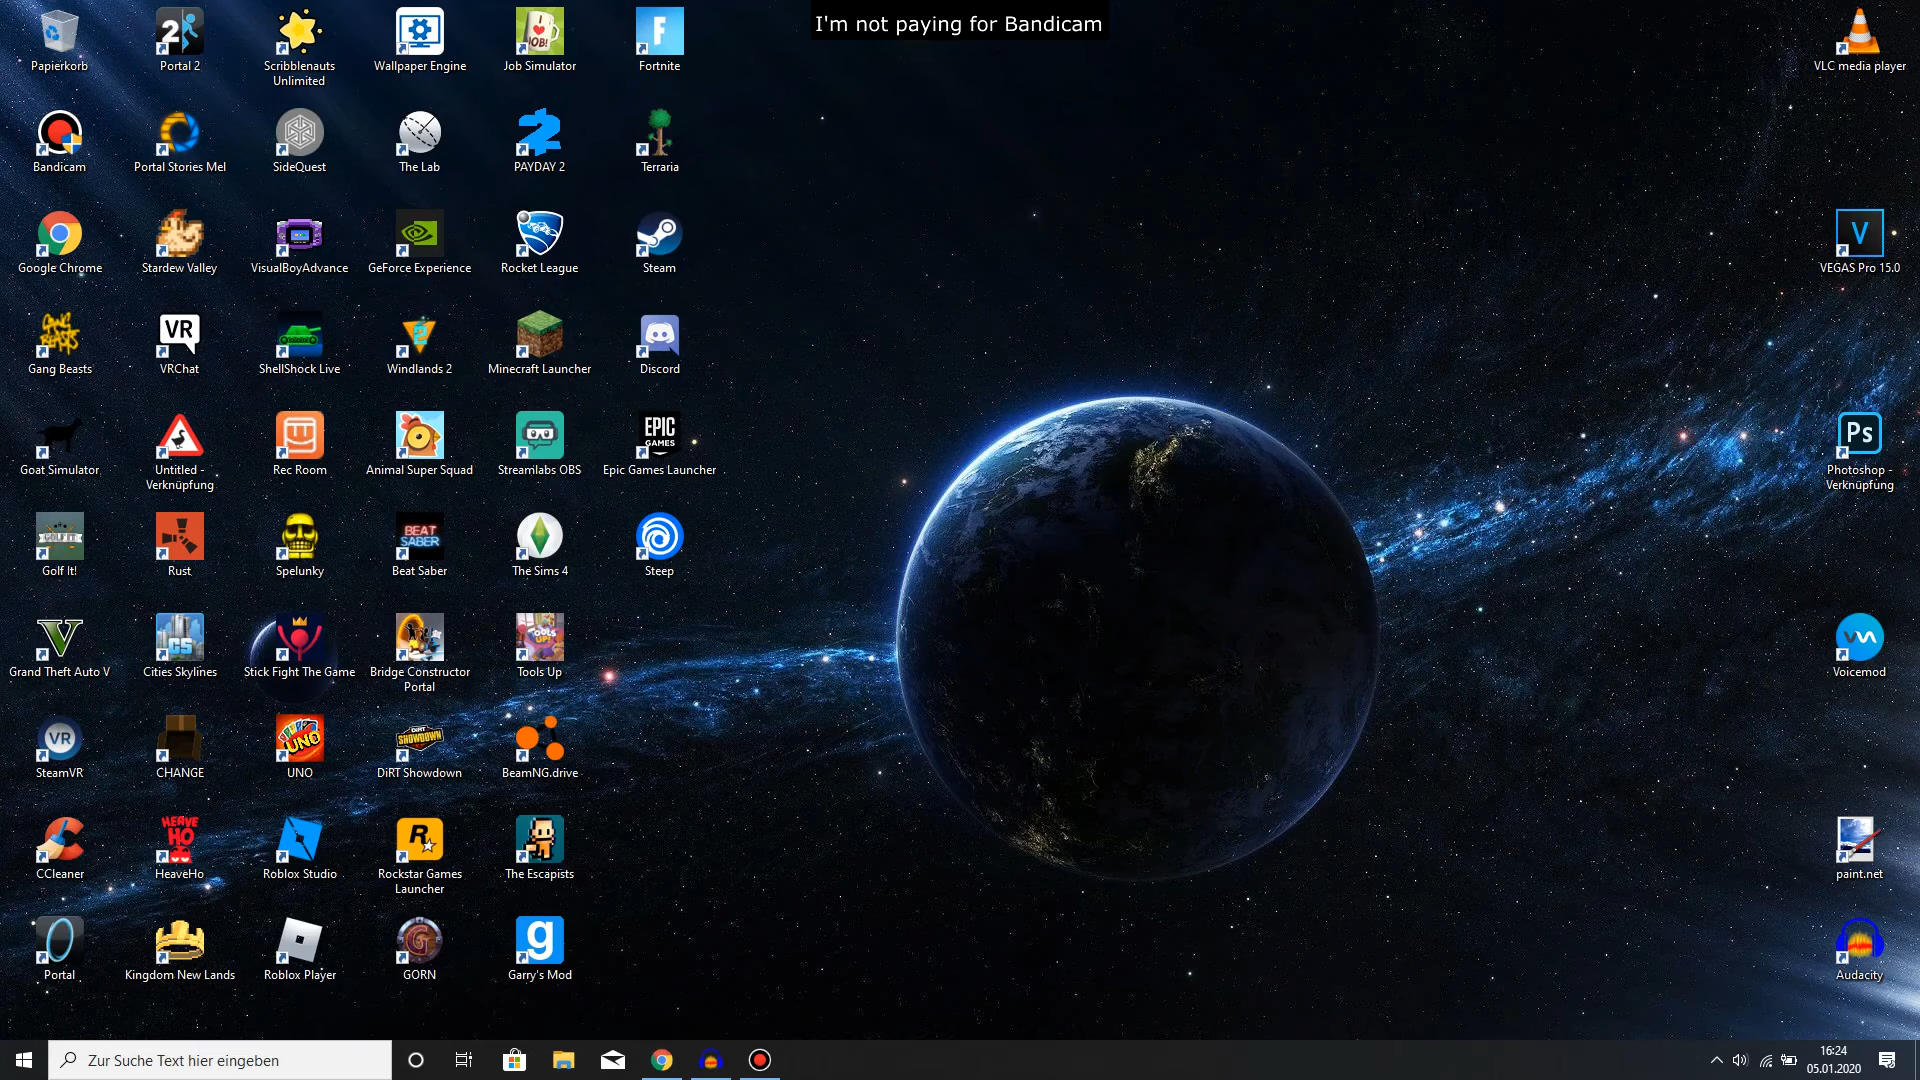 I'm not paying for Bandicam
Papierkorb
Portal 2
Scribblenauts
Unlimited
Wallpaper Engine
Job Simulator
Fortnite
VLC media player
Bandicam
Portal Stories Mel
SideQuest
The Lab
PAYDAY 2
Terraria
Google Chrome
Stardew Valley
VisualBoyAdvance
GeForce Experience
Rocket League
Steam
VEGAS Pro 15.0
Gang Beasts
VRChat
ShellShock Live
Windlands 2
Minecraft Launcher
Discord
Goat Simulator
Untitled -
Verknüpfung
Rec Room
Animal Super Squad
Streamlabs OBS
Epic Games Launcher
Photoshop -
Verknüpfung
Golf It!
Rust
Spelunky
Beat Saber
The Sims 4
Steep
Grand Theft Auto V
Cities Skylines
Stick Fight The Game
Bridge Constructor
Portal
Tools Up
Voicemod
SteamVR
CHANGE
UNO
DiRT Showdown
BeamNG.drive
CCleaner
HeaveHo
Roblox Studio
Rockstar Games
Launcher
The Escapists
paint.net
Portal
Kingdom New Lands
Roblox Player
GORN
Garry's Mod
Audacity
Zur Suche Text hier eingeben
16:24
05.01.2020